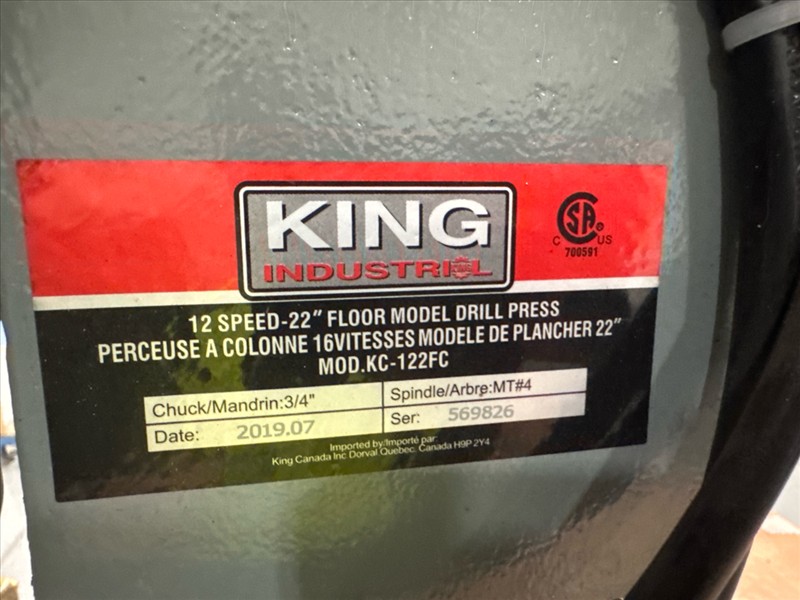 KING
INDUSTRIAL
CSA
C US
700591
12 SPEED-22" FLOOR MODEL DRILL PRESS
PERCEUSE A COLONNE 16VITESSES MODELE DE PLANCHER 22"
MOD.KC-122FC
Chuck/Mandrin:3/4" Spindle/Arbre:MT#4
Date: 2019.07 Ser: 569826
Imported by/Importé par:
King Canada Inc Dorval Quebec. Canada H9P 2Y4